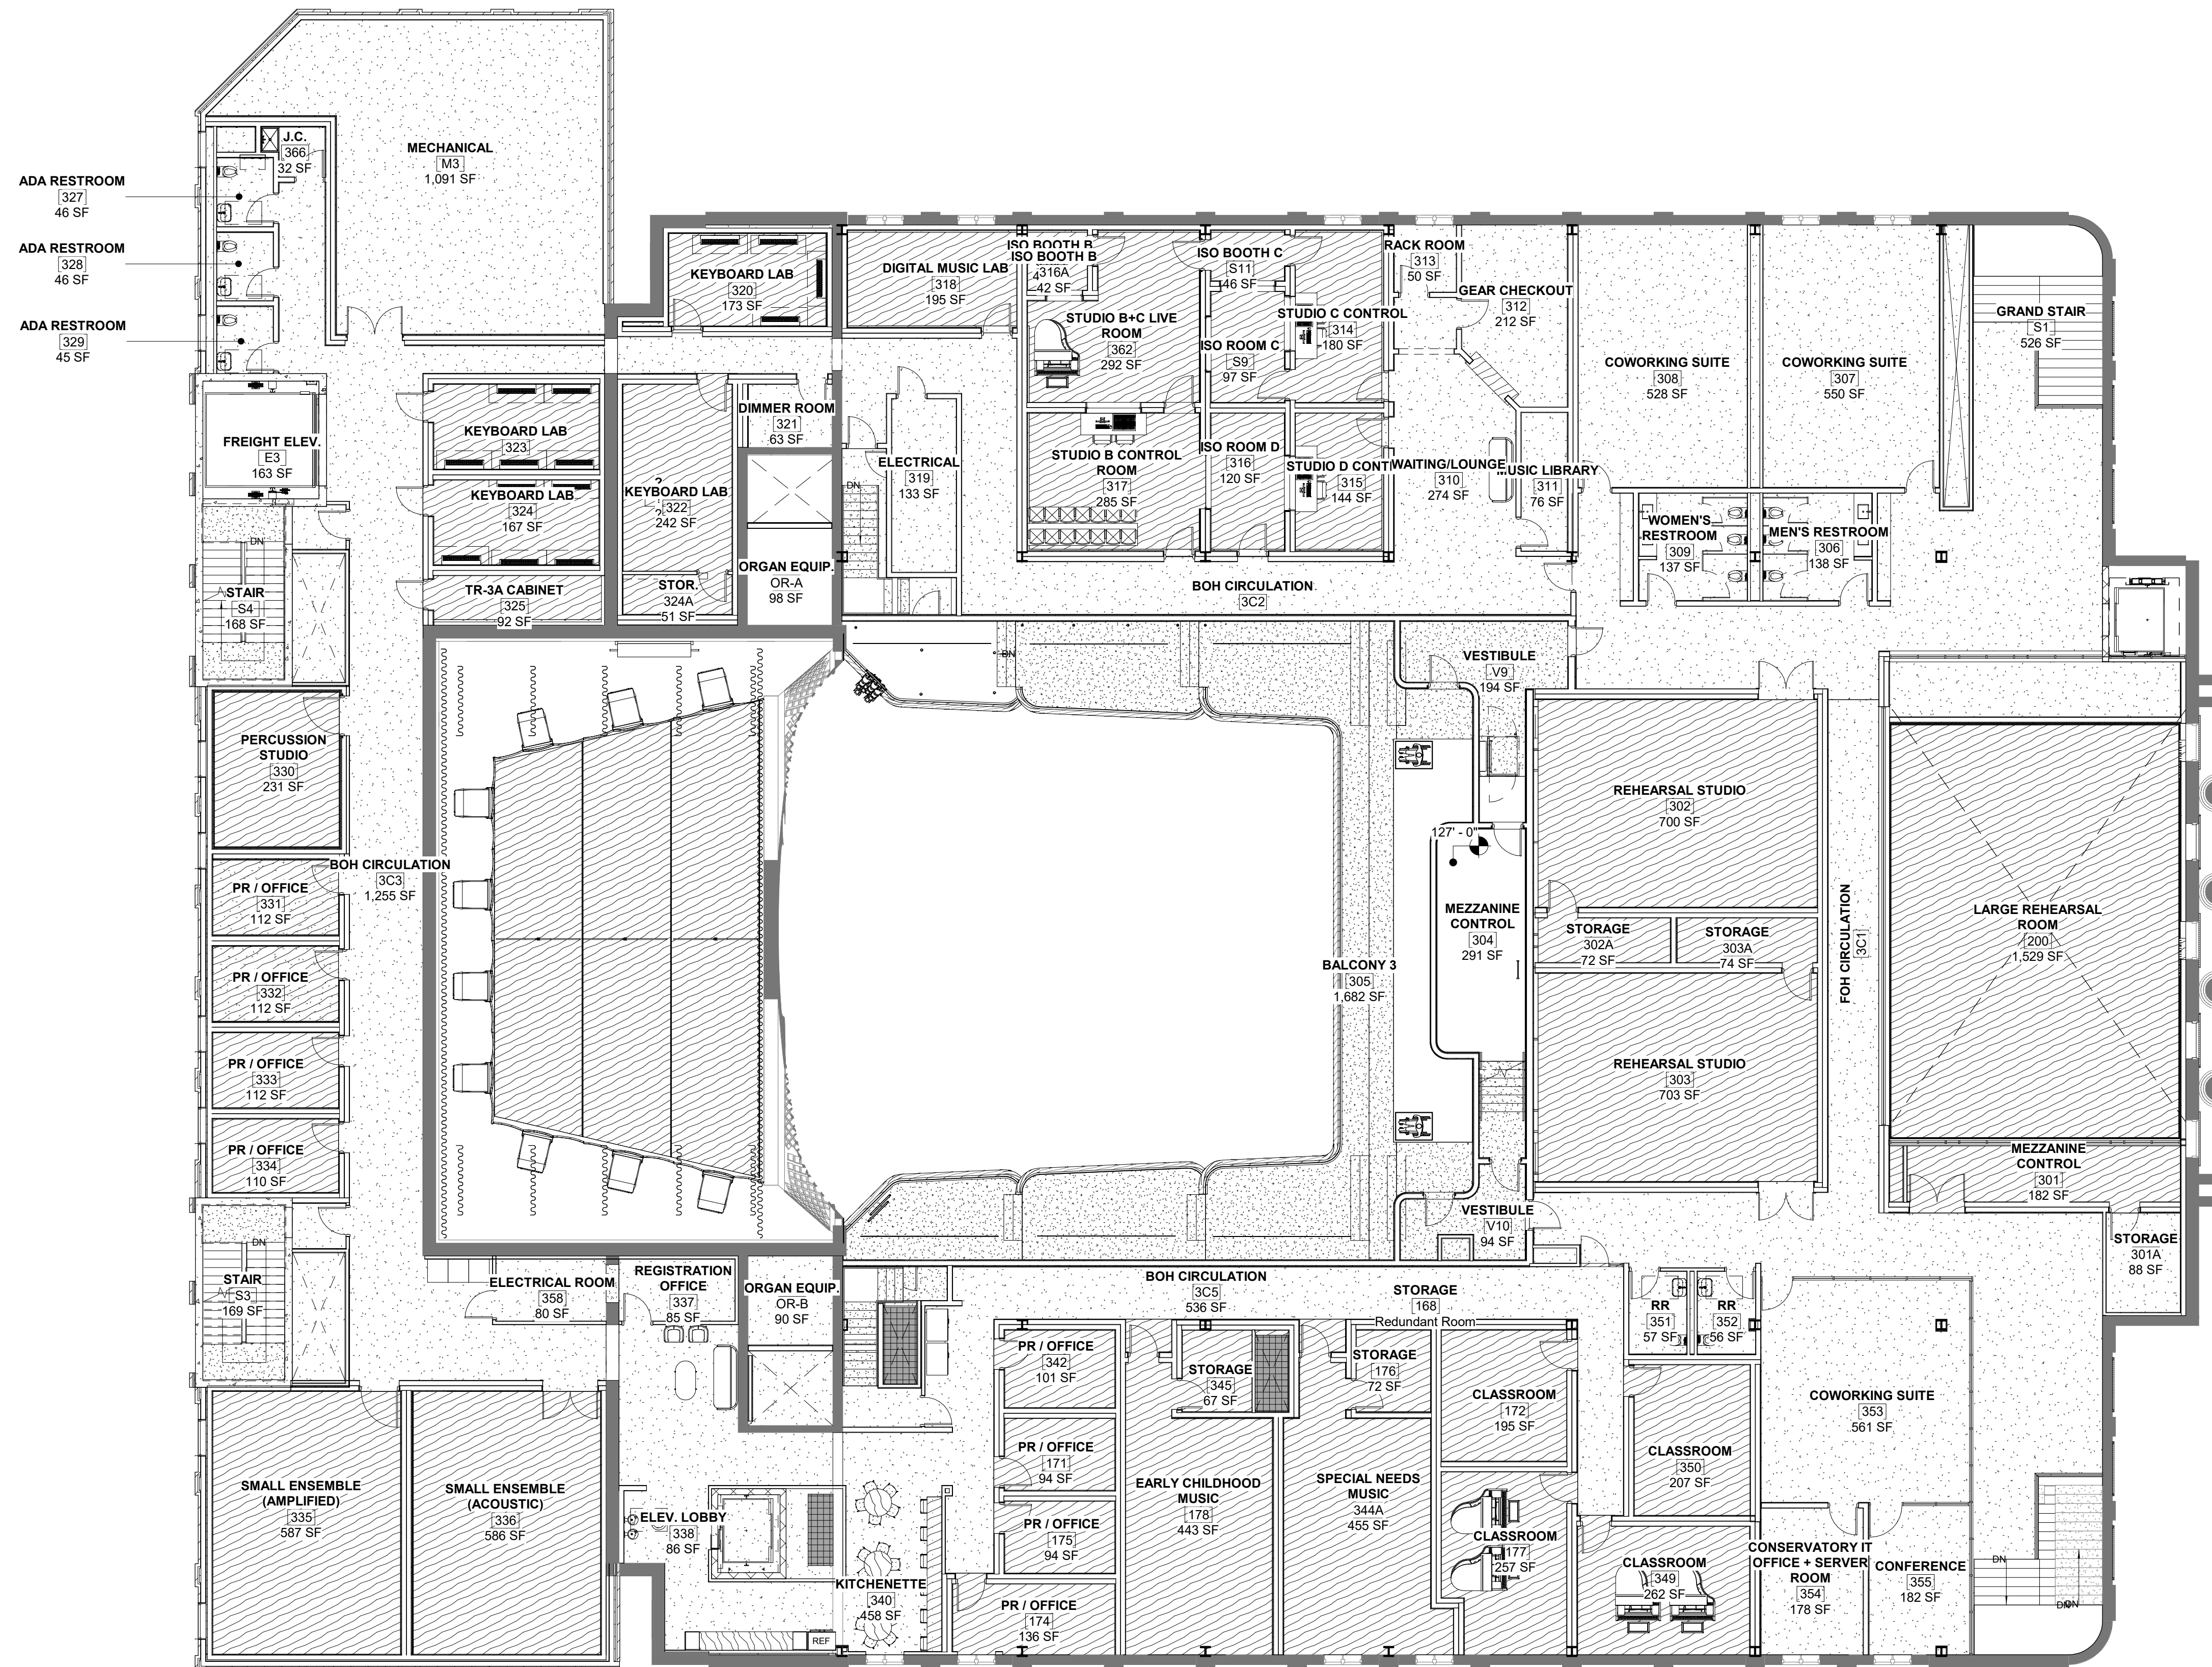 J.C.
366
32 SF
MECHANICAL
M3
1,091 SF
ADA RESTROOM
327
46 SF
ADA RESTROOM
328
46 SF
ADA RESTROOM
329
45 SF
KEYBOARD LAB
320
173 SF
DIGITAL MUSIC LAB
318
195 SF
ISO BOOTH B
ISO BOOTH B
316A
42 SF
STUDIO B+C LIVE
ROOM
362
292 SF
ISO BOOTH C
S11
46 SF
STUDIO C CONTROL
314
180 SF
ISO ROOM C
S9
97 SF
RACK ROOM
313
50 SF
GEAR CHECKOUT
312
212 SF
COWORKING SUITE
308
528 SF
COWORKING SUITE
307
550 SF
GRAND STAIR
S1
526 SF
FREIGHT ELEV.
E3
163 SF
KEYBOARD LAB
323
KEYBOARD LAB
324
167 SF
KEYBOARD LAB
322
242 SF
DIMMER ROOM
321
63 SF
ELECTRICAL
319
133 SF
DN
STUDIO B CONTROL
ROOM
317
285 SF
ISO ROOM D
316
120 SF
STUDIO D CONT
315
144 SF
WAITING/LOUNGE
310
274 SF
MUSIC LIBRARY
311
76 SF
WOMEN'S
RESTROOM
309
137 SF
MEN'S RESTROOM
306
138 SF
DN
STAIR
S4
168 SF
TR-3A CABINET
325
92 SF
STOR.
324A
51 SF
ORGAN EQUIP.
OR-A
98 SF
BOH CIRCULATION
3C2
DN
VESTIBULE
V9
194 SF
PERCUSSION
STUDIO
330
231 SF
BOH CIRCULATION
3C3
1,255 SF
PR / OFFICE
331
112 SF
PR / OFFICE
332
112 SF
PR / OFFICE
333
112 SF
PR / OFFICE
334
110 SF
127' - 0"
MEZZANINE
CONTROL
304
291 SF
BALCONY 3
305
1,682 SF
REHEARSAL STUDIO
302
700 SF
STORAGE
302A
72 SF
STORAGE
303A
74 SF
REHEARSAL STUDIO
303
703 SF
FOH CIRCULATION
3C1
LARGE REHEARSAL
ROOM
200
1,529 SF
MEZZANINE
CONTROL
301
182 SF
STORAGE
301A
88 SF
VESTIBULE
V10
94 SF
DN
STAIR
S3
169 SF
ELECTRICAL ROOM
358
80 SF
REGISTRATION
OFFICE
337
85 SF
ORGAN EQUIP.
OR-B
90 SF
BOH CIRCULATION
3C5
536 SF
STORAGE
168
Redundant Room
RR
351
57 SF
RR
352
56 SF
PR / OFFICE
342
101 SF
STORAGE
345
67 SF
STORAGE
176
72 SF
CLASSROOM
172
195 SF
COWORKING SUITE
353
561 SF
PR / OFFICE
171
94 SF
CLASSROOM
350
207 SF
SMALL ENSEMBLE
(AMPLIFIED)
335
587 SF
SMALL ENSEMBLE
(ACOUSTIC)
336
586 SF
ELEV. LOBBY
338
86 SF
EARLY CHILDHOOD
MUSIC
178
443 SF
SPECIAL NEEDS
MUSIC
344A
455 SF
PR / OFFICE
175
94 SF
CLASSROOM
177
257 SF
CLASSROOM
349
262 SF
CONSERVATORY IT
OFFICE + SERVER
ROOM
354
178 SF
CONFERENCE
355
182 SF
DN
DN
KITCHENETTE
340
458 SF
PR / OFFICE
174
136 SF
REF